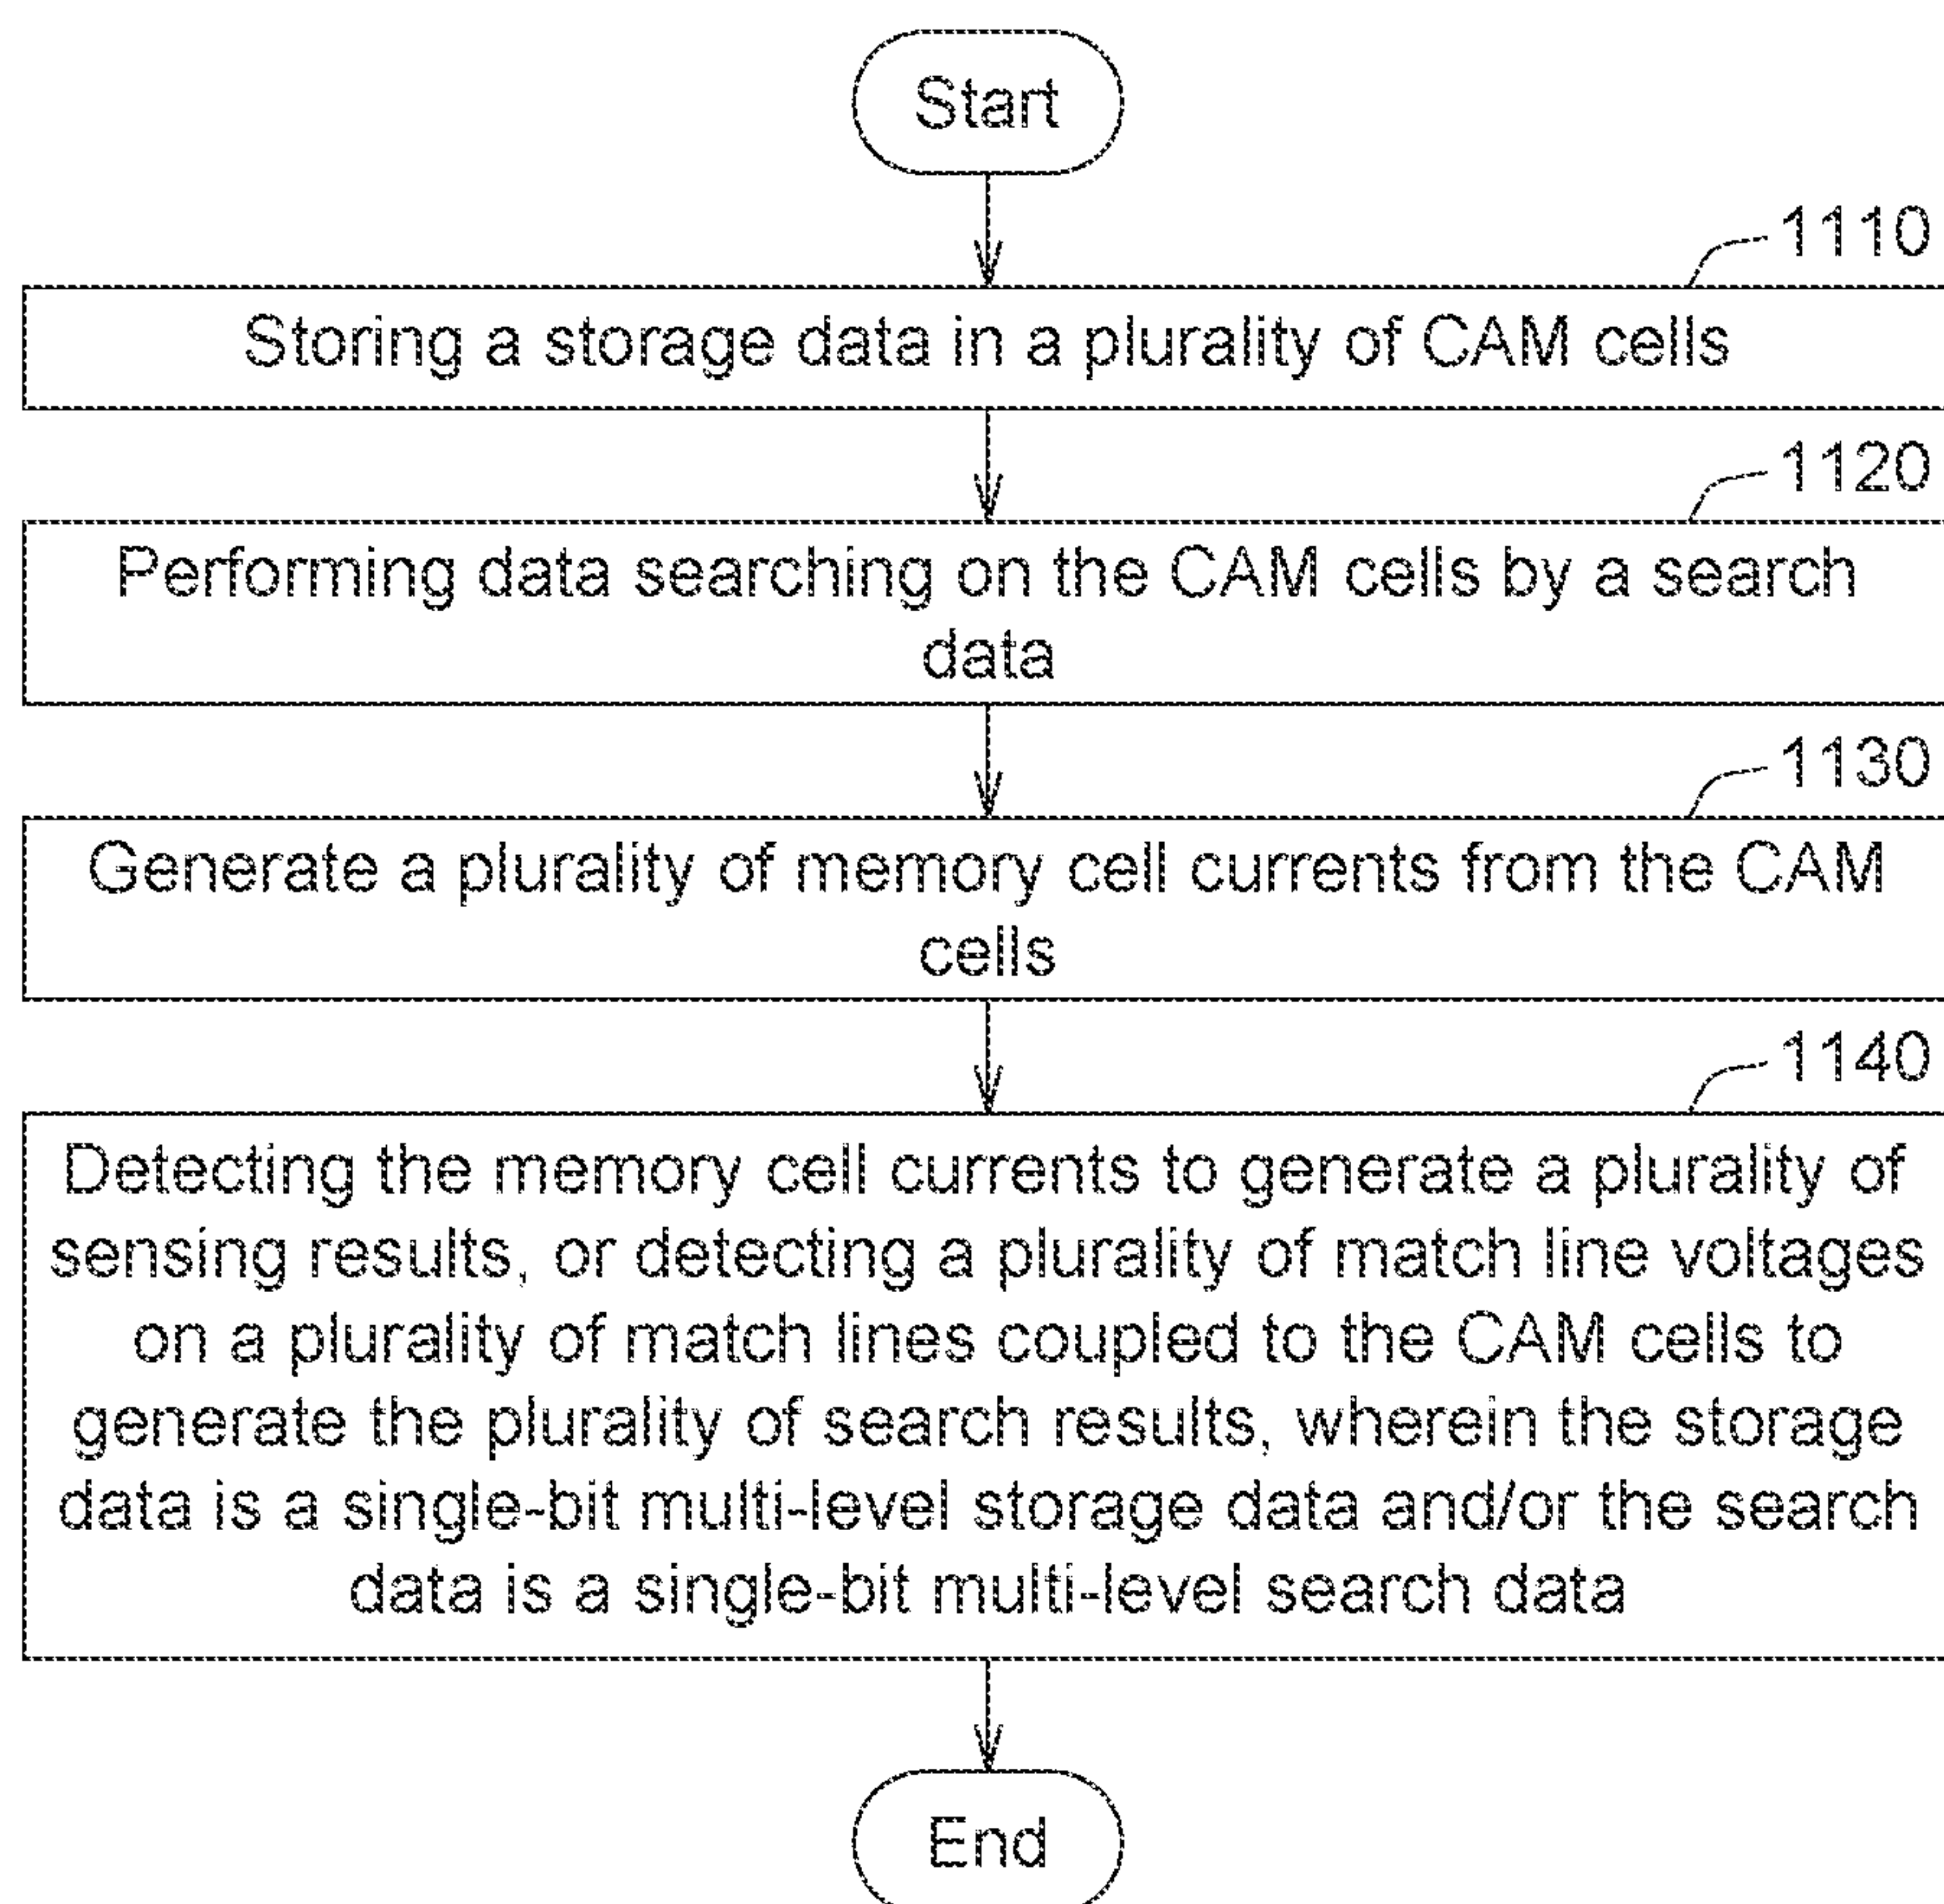 Start
1110
Storing a storage data in a plurality of CAM cells
1120
Performing data searching on the CAM cells by a search
data
1130
Generate a plurality of memory cell currents from the CAM
cells
1140
Detecting the memory cell currents to generate a plurality of
sensing results, or detecting a plurality of match line voltages
on a plurality of match lines coupled to the CAM cells to
generate the plurality of search results, wherein the storage
data is a single-bit multi-level storage data and/or the search
data is a single-bit multi-level search data
End